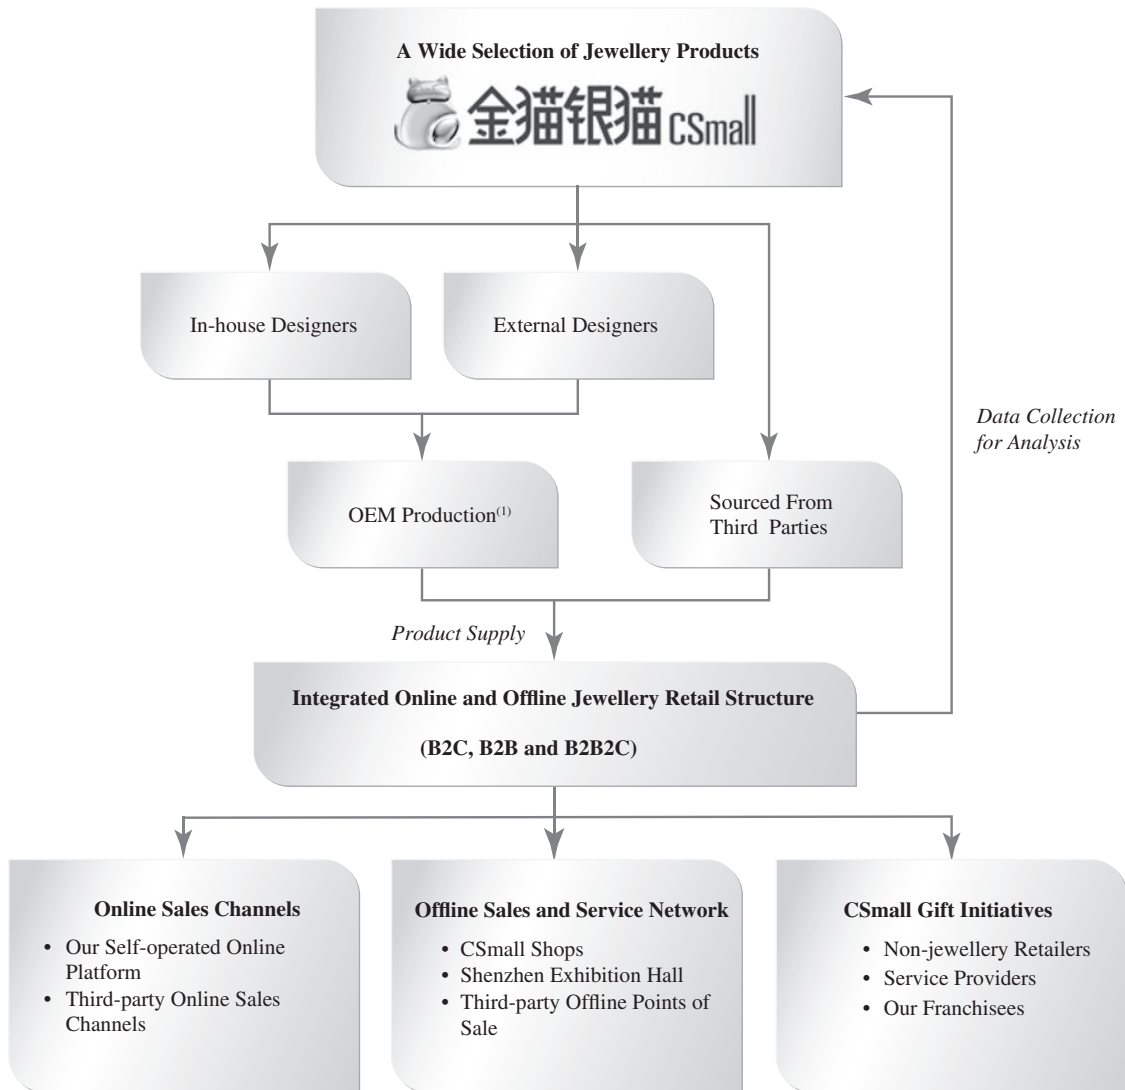 A Wide Selection of Jewellery Products
金猫银猫 CSmall
In-house Designers
External Designers
Data Collection
for Analysis
OEM Production(1)
Sourced From
Third Parties
Product Supply
Integrated Online and Offline Jewellery Retail Structure
(B2C, B2B and B2B2C)
Online Sales Channels
• Our Self-operated Online
Platform
• Third-party Online Sales
Channels
Offline Sales and Service Network
• CSmall Shops
• Shenzhen Exhibition Hall
• Third-party Offline Points of
Sale
CSmall Gift Initiatives
• Non-jewellery Retailers
• Service Providers
• Our Franchisees